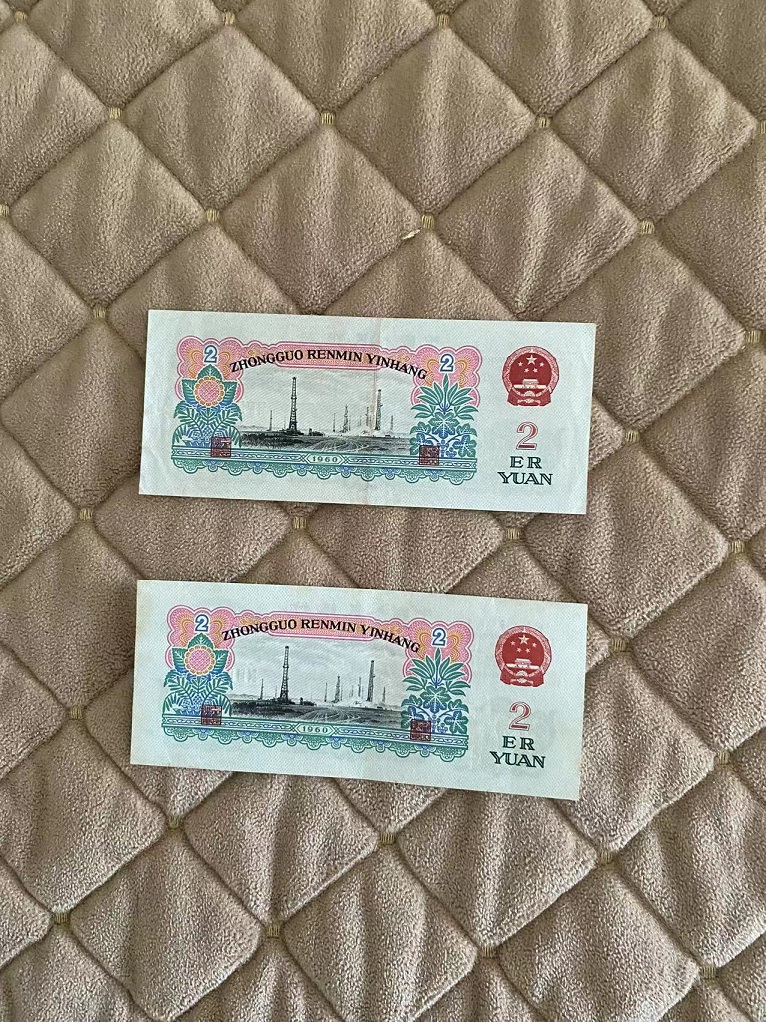 2 ZHONGGUO RENMIN YINHANG 2
1960
2
ER
YUAN
2 ZHONGGUO RENMIN YINHANG 2
1960
2
ER
YUAN